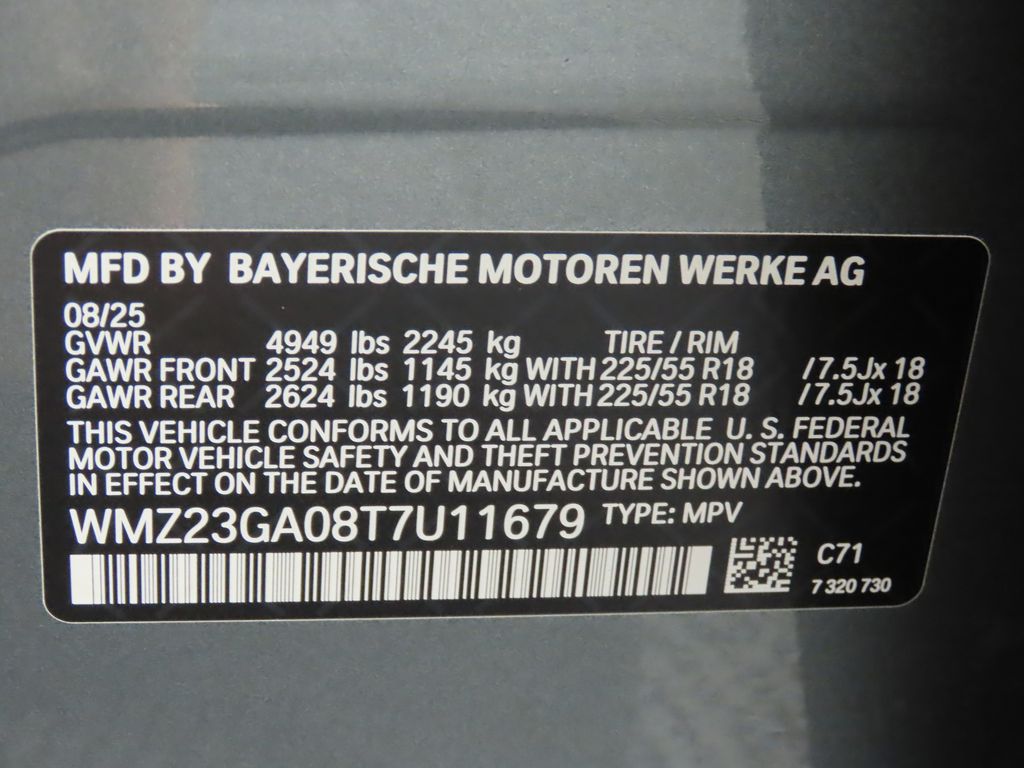 MFD BY BAYERISCHE MOTOREN WERKE AG
08/25
GVWR 4949 lbs 2245 kg TIRE / RIM
GAWR FRONT 2524 lbs 1145 kg WITH 225/55 R18 /7.5Jx 18
GAWR REAR 2624 lbs 1190 kg WITH 225/55 R18 /7.5Jx 18
THIS VEHICLE CONFORMS TO ALL APPLICABLE U. S. FEDERAL
MOTOR VEHICLE SAFETY AND THEFT PREVENTION STANDARDS
IN EFFECT ON THE DATE OF MANUFACTURE SHOWN ABOVE.
WMZ23GA08T7U11679 TYPE: MPV
C71
7 320 730